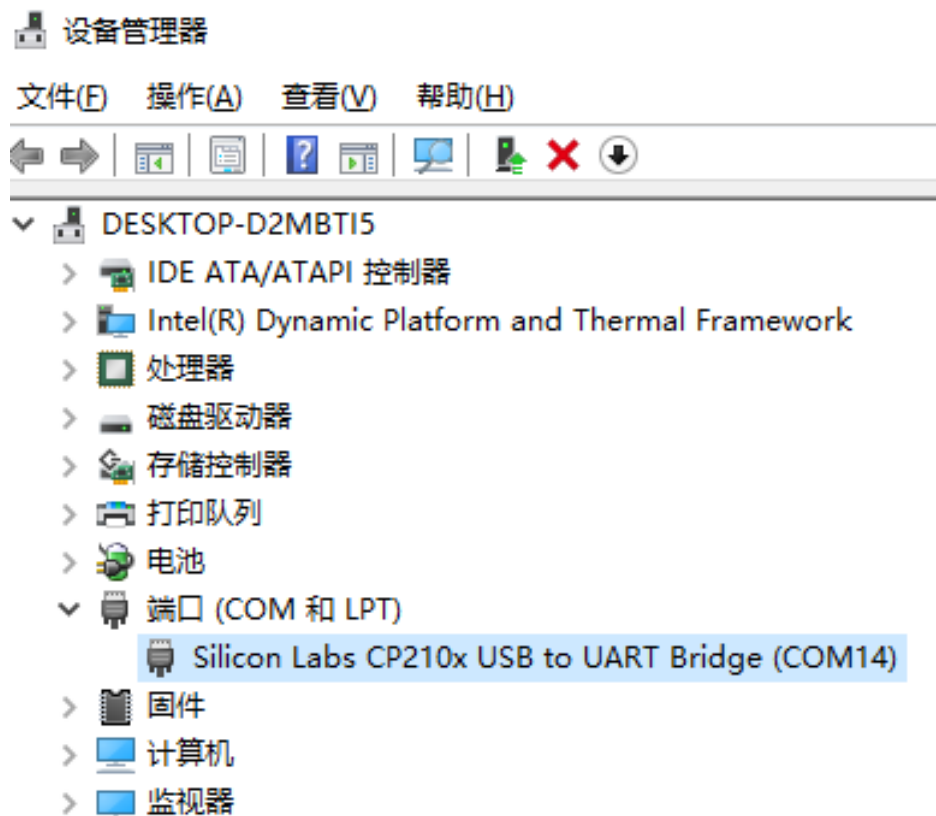 设备管理器
文件(F) 操作(A) 查看(V) 帮助(H)
DESKTOP-D2MBTI5
IDE ATA/ATAPI 控制器
Intel(R) Dynamic Platform and Thermal Framework
处理器
磁盘驱动器
存储控制器
打印队列
电池
端口 (COM 和 LPT)
Silicon Labs CP210x USB to UART Bridge (COM14)
固件
计算机
监视器